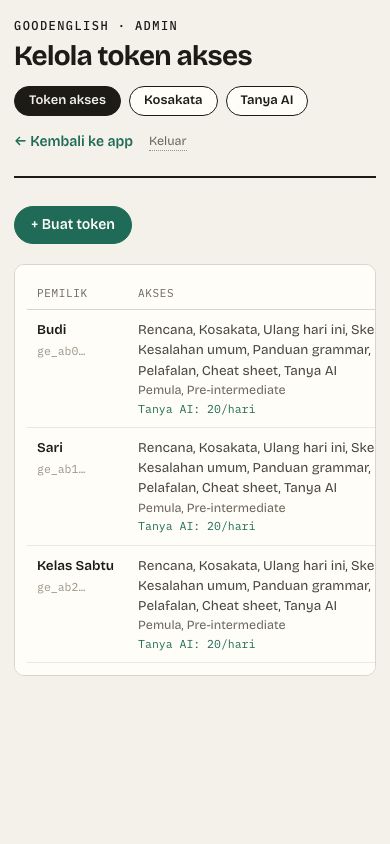 GOODENGLISH · ADMIN
Kelola token akses
Token akses Kosakata Tanya AI
← Kembali ke app Keluar
+ Buat token
PEMILIK AKSES
Budi Rencana, Kosakata, Ulang hari ini, Ske
ge_ab0… Kesalahan umum, Panduan grammar,
Pelafalan, Cheat sheet, Tanya AI
Pemula, Pre-intermediate
Tanya AI: 20/hari
Sari Rencana, Kosakata, Ulang hari ini, Ske
ge_ab1… Kesalahan umum, Panduan grammar,
Pelafalan, Cheat sheet, Tanya AI
Pemula, Pre-intermediate
Tanya AI: 20/hari
Kelas Sabtu Rencana, Kosakata, Ulang hari ini, Ske
ge_ab2… Kesalahan umum, Panduan grammar,
Pelafalan, Cheat sheet, Tanya AI
Pemula, Pre-intermediate
Tanya AI: 20/hari